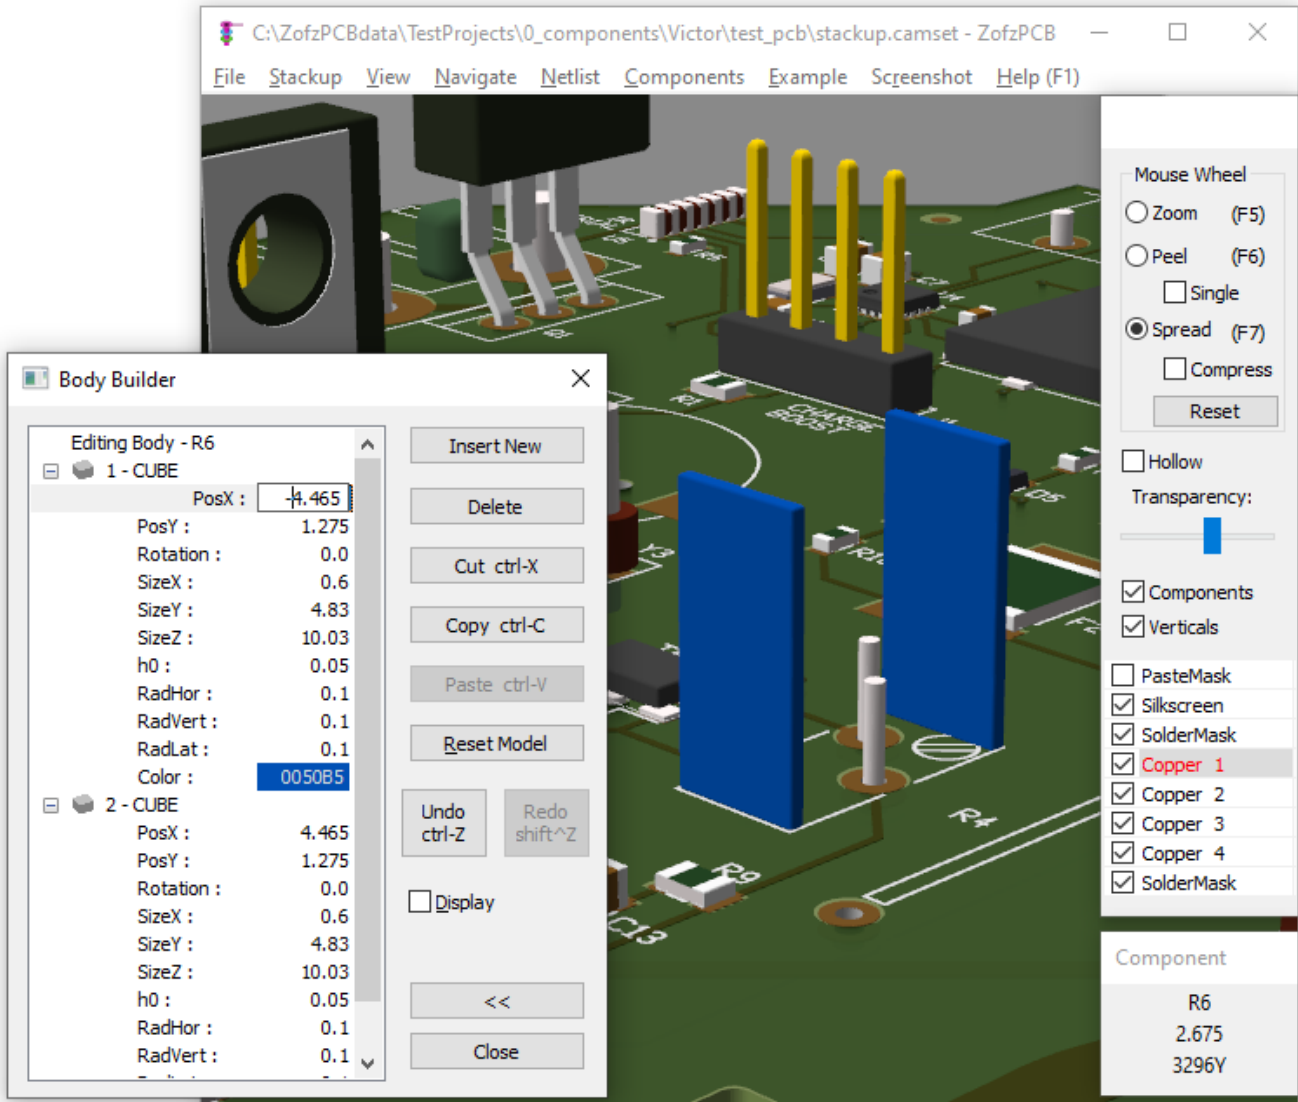 C:\ZofzPCBdata\TestProjects\0_components\Victor\test_pcb\stackup.camset - ZofzPCB
File Stackup View Navigate Netlist Components Example Screenshot Help (F1)
Mouse Wheel
Zoom (F5)
Peel (F6)
Single
Spread (F7)
Compress
Reset
Hollow
Transparency:
Components
Verticals
PasteMask
Silkscreen
SolderMask
Copper 1
Copper 2
Copper 3
Copper 4
SolderMask
Component
R6
2.675
3296Y
Body Builder
Editing Body - R6
1 - CUBE
PosX : -4.465
PosY : 1.275
Rotation : 0.0
SizeX : 0.6
SizeY : 4.83
SizeZ : 10.03
h0 : 0.05
RadHor : 0.1
RadVert : 0.1
RadLat : 0.1
Color : 0050B5
2 - CUBE
PosX : 4.465
PosY : 1.275
Rotation : 0.0
SizeX : 0.6
SizeY : 4.83
SizeZ : 10.03
h0 : 0.05
RadHor : 0.1
RadVert : 0.1
Insert New
Delete
Cut ctrl-X
Copy ctrl-C
Paste ctrl-V
Reset Model
Undo
ctrl-Z
Redo
shift^Z
Display
<<
Close
CHARGE
BOOST
R1
Q1
Y3
R4
R9
C13